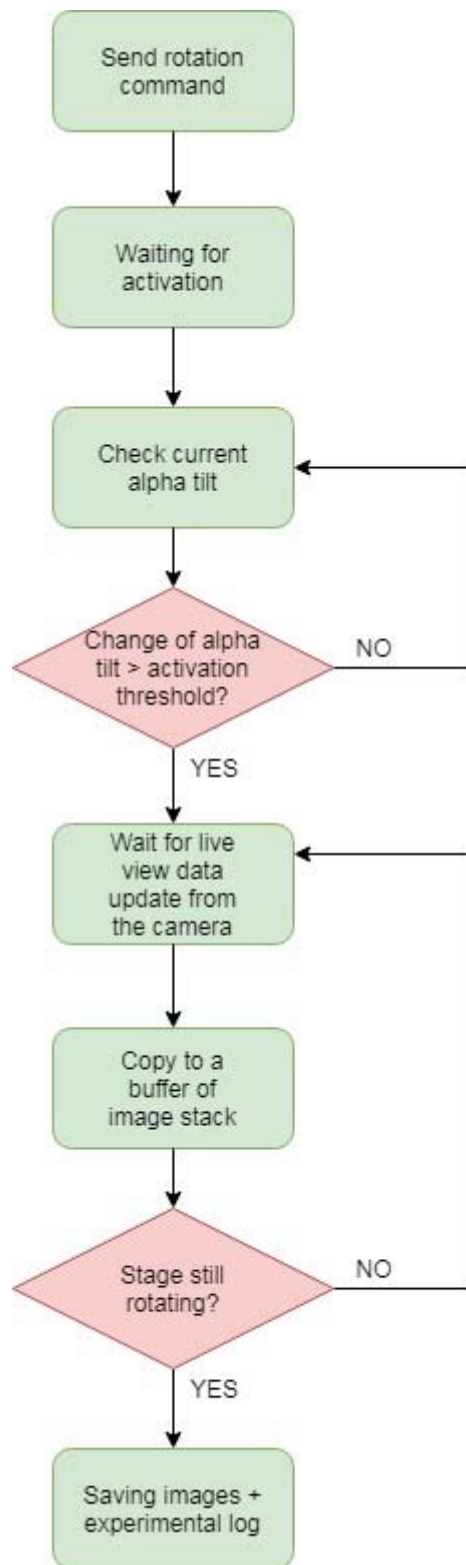 Send rotation
command
Waiting for
activation
Check current
alpha tilt
Change of alpha
tilt > activation
threshold?
NO
YES
Wait for live
view data
update from
the camera
Copy to a
buffer of
image stack
Stage still
rotating?
NO
YES
Saving images +
experimental log